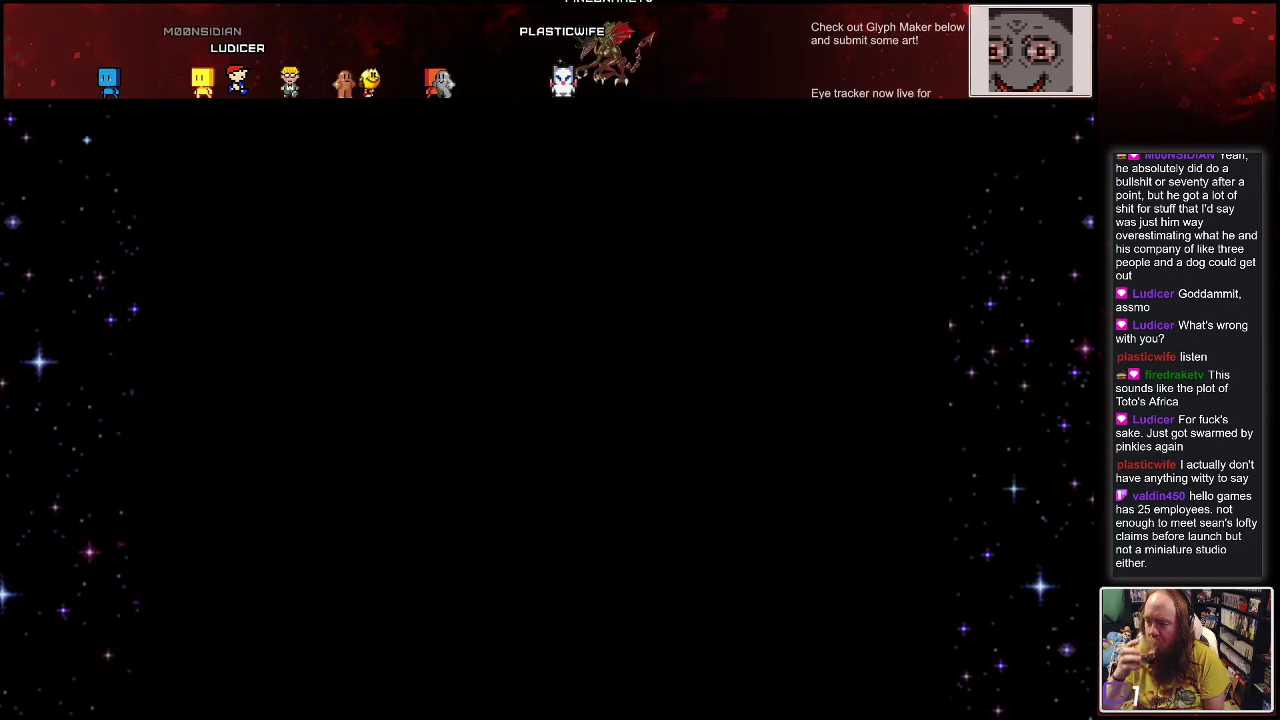 M00NSIDIAN
LUDICER
PLASTICWIFE
Check out Glyph Maker below
and submit some art!
Eye tracker now live for
M00NSIDIAN Yeah,
he absolutely did do a
bullshit or seventy after a
point, but he got a lot of
shit for stuff that I'd say
was just him way
overestimating what he and
his company of like three
people and a dog could get
out
Ludicer Goddammit,
assmo
Ludicer What's wrong
with you?
plasticwife listen
firedraketv This
sounds like the plot of
Toto's Africa
Ludicer For fuck's
sake. Just got swarmed by
pinkies again
plasticwife I actually don't
have anything witty to say
valdin450 hello games
has 25 employees. not
enough to meet sean's lofty
claims before launch but
not a miniature studio
either.
1